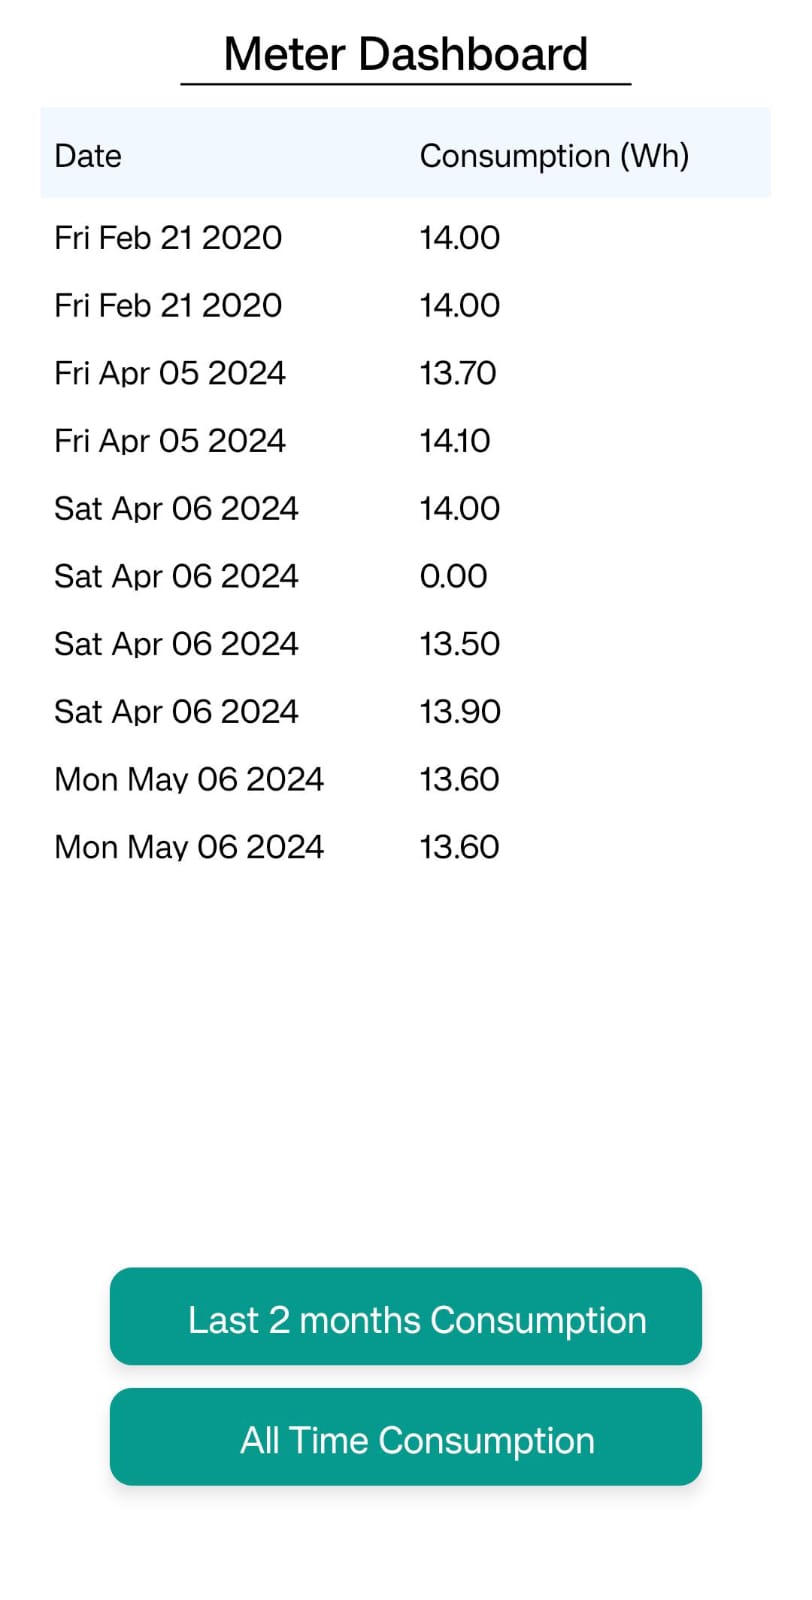 Meter Dashboard
Date Consumption (Wh)
Fri Feb 21 2020 14.00
Fri Feb 21 2020 14.00
Fri Apr 05 2024 13.70
Fri Apr 05 2024 14.10
Sat Apr 06 2024 14.00
Sat Apr 06 2024 0.00
Sat Apr 06 2024 13.50
Sat Apr 06 2024 13.90
Mon May 06 2024 13.60
Mon May 06 2024 13.60
Last 2 months Consumption
All Time Consumption